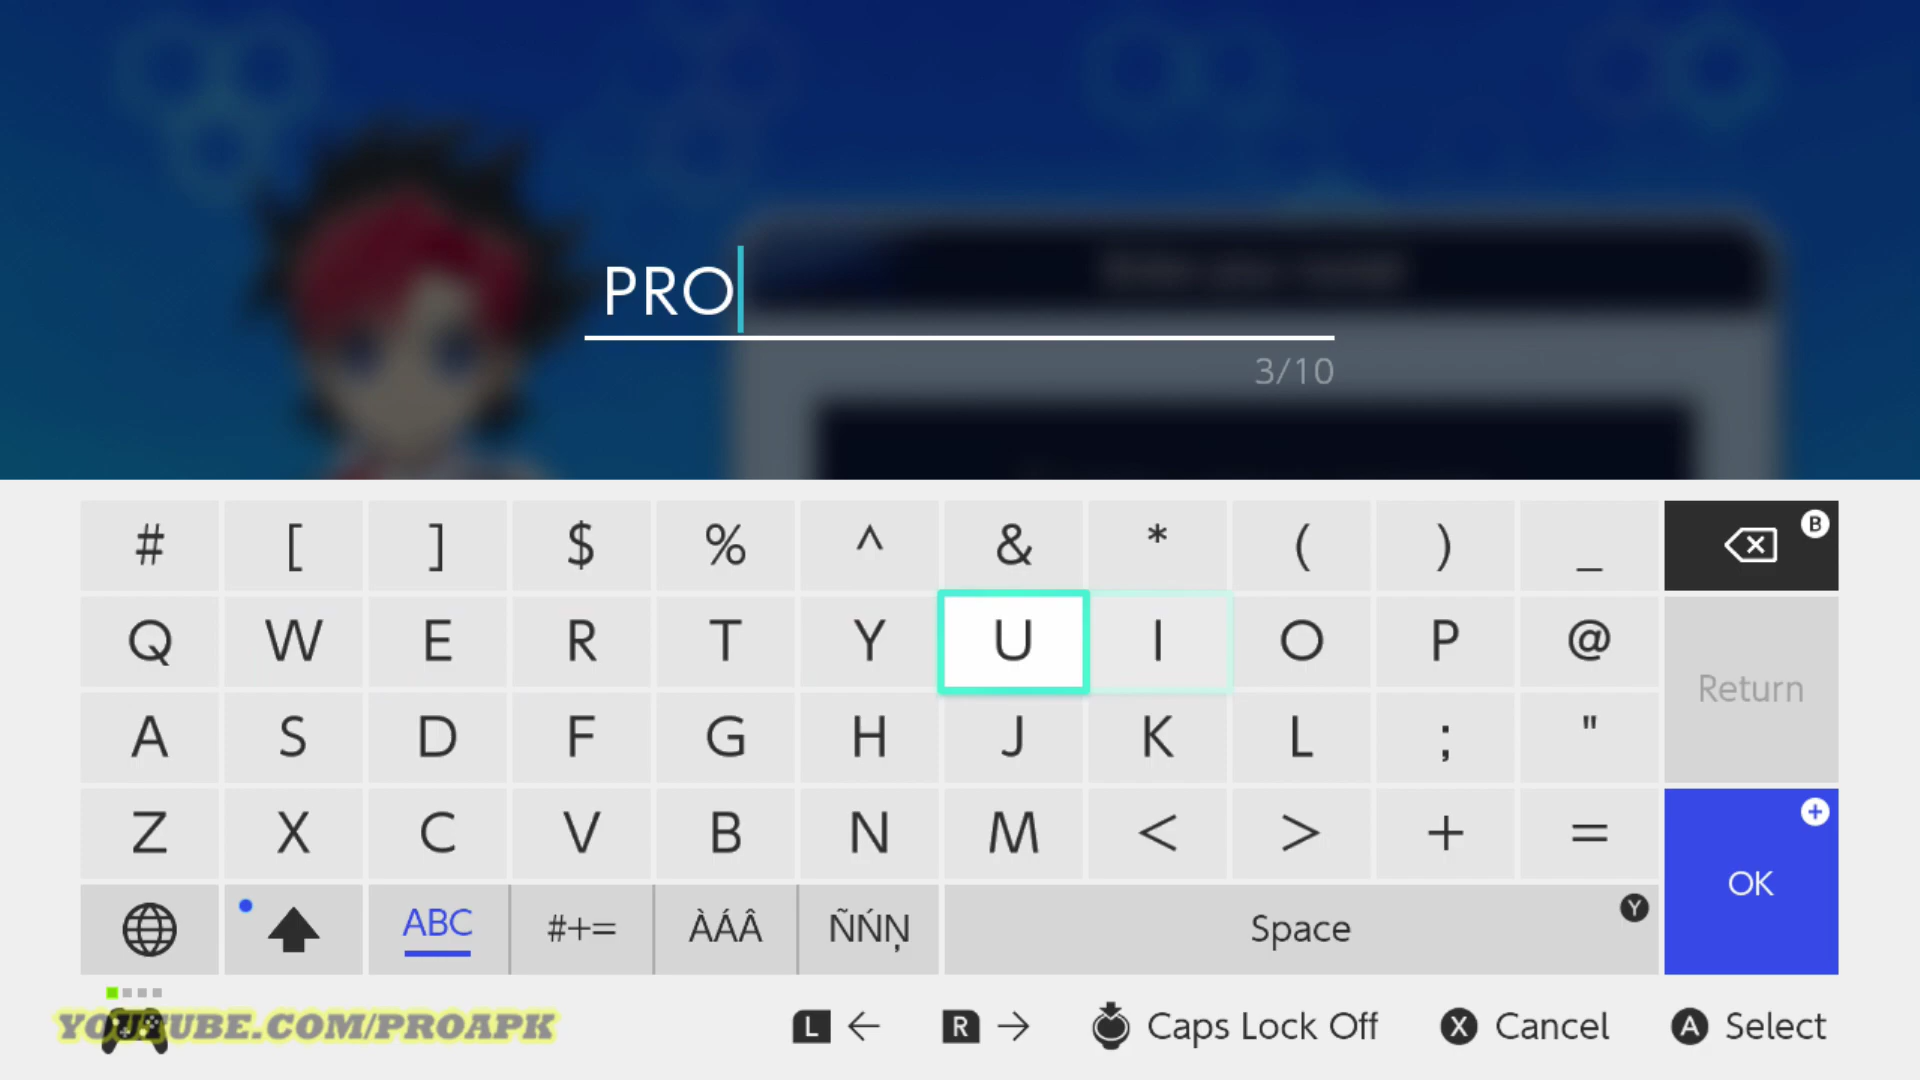 PRO
3/10
# [ ] $ % ^ & * ( ) _ B
Q W E R T Y U I O P @ Return
A S D F G H J K L ; "
Z X C V B N M < > + = OK
ABC #+= ÀÁÂ ÑŃŅ Space Y
YOUTUBE.COM/PROAPK L ← R → Caps Lock Off X Cancel A Select